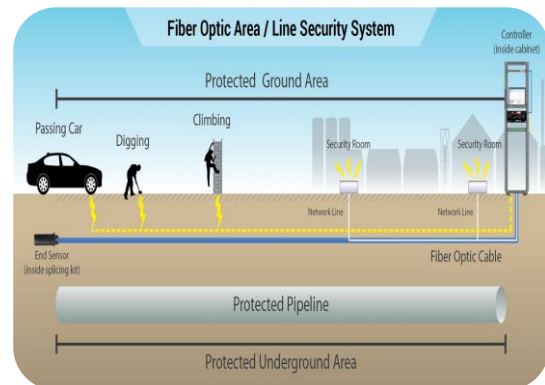 Fiber Optic Area / Line Security System
Controller
(inside cabinet)
Protected Ground Area
Passing Car
Digging
Climbing
Security Room
Security Room
Network Line
Network Line
End Sensor
(inside splicing kit)
Fiber Optic Cable
Protected Pipeline
Protected Underground Area